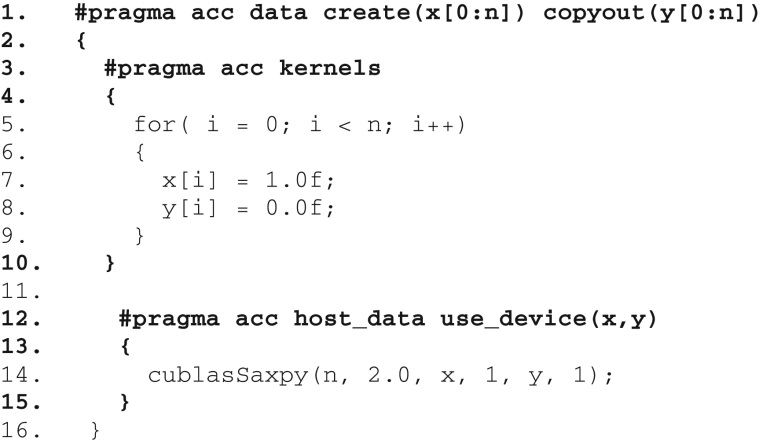 1. #pragma acc data create(x[0:n]) copyout(y[0:n])
2. {
3. #pragma acc kernels
4. {
5. for( i = 0; i < n; i++)
6. {
7. x[i] = 1.0f;
8. y[i] = 0.0f;
9. }
10. }
11.
12. #pragma acc host_data use_device(x,y)
13. {
14. cublasSaxpy(n, 2.0, x, 1, y, 1);
15. }
16. }